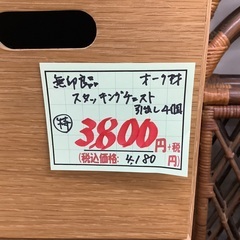 無印良品 オーク材
スタッキングチェスト
引出し4個
特 3800円+税
(税込価格: 4,180円)